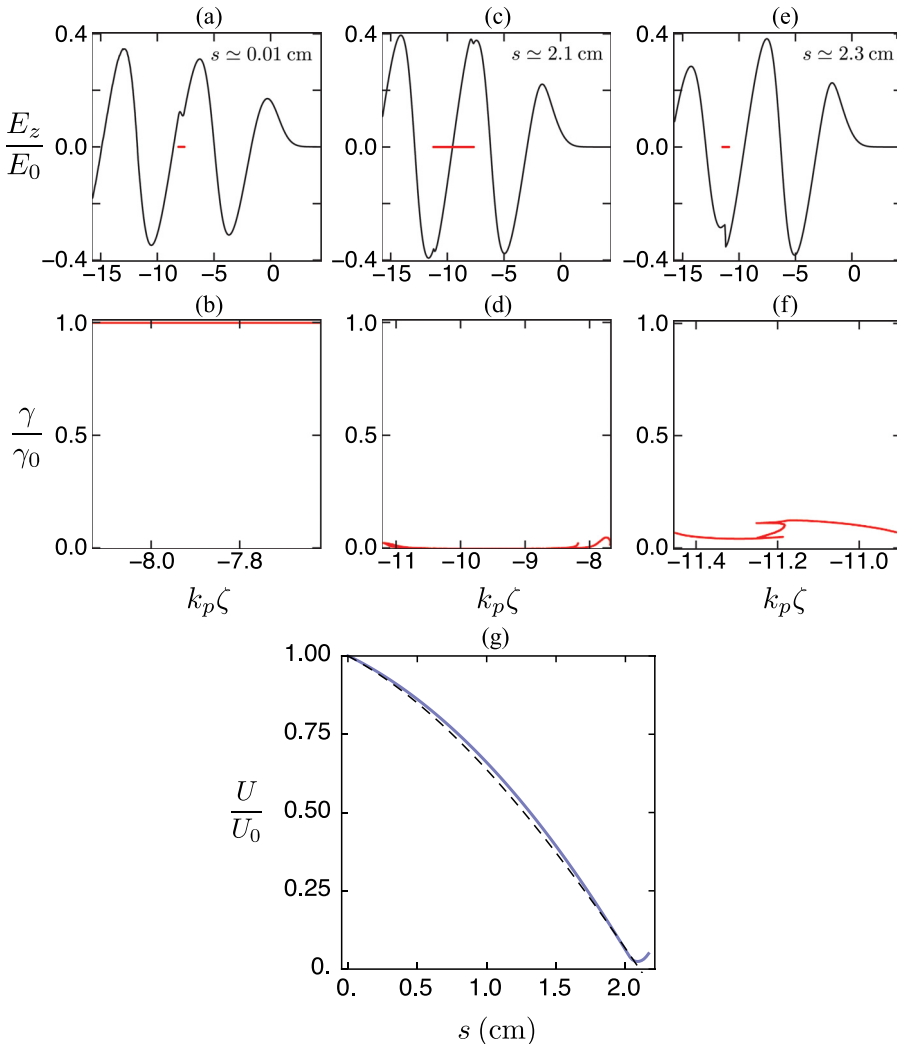 (a) (c) (e)
0.4 0.4 0.4
s ≃ 0.01 cm s ≃ 2.1 cm s ≃ 2.3 cm
E_z/E_0
0.0 0.0 0.0
−0.4 −0.4 −0.4
−15 −10 −5 0 −15 −10 −5 0 −15 −10 −5 0
(b) (d) (f)
1.0 1.0 1.0
γ/γ_0
0.5 0.5 0.5
0.0 0.0 0.0
−8.0 −7.8 −11 −10 −9 −8 −11.4 −11.2 −11.0
k_pζ k_pζ k_pζ
(g)
1.00
0.75
U/U_0
0.50
0.25
0.
0. 0.5 1.0 1.5 2.0
s (cm)